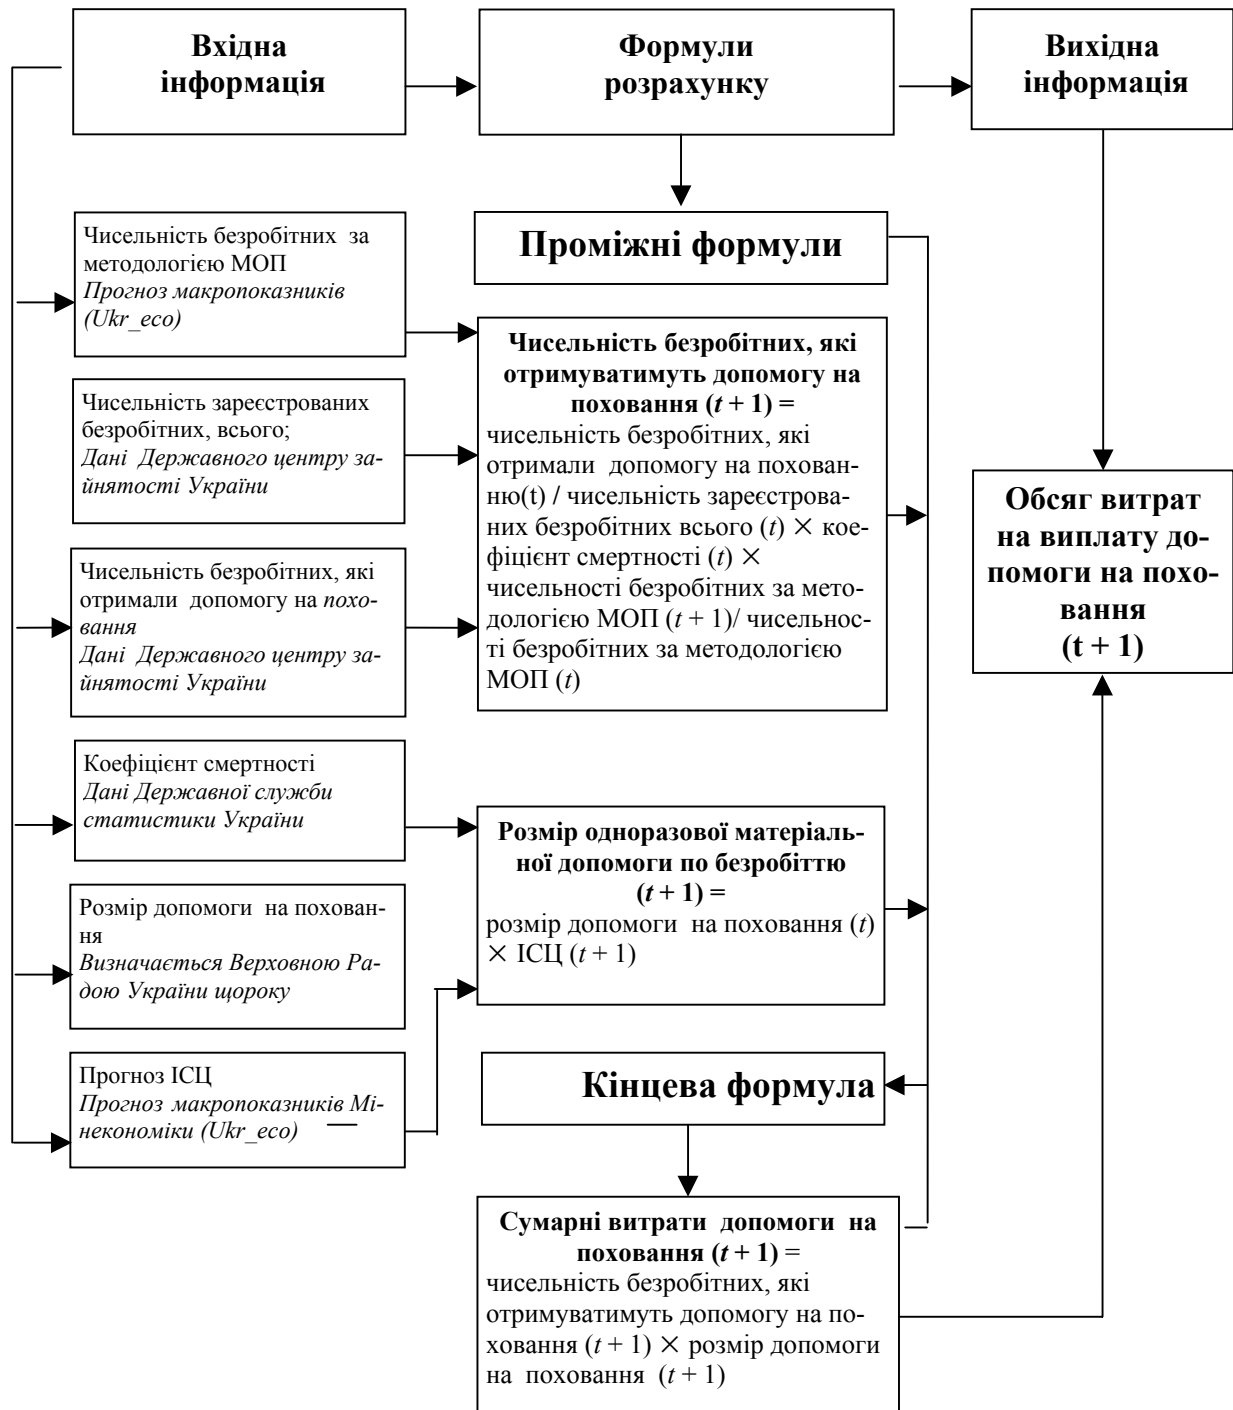 Вхідна
інформація
Формули
розрахунку
Вихідна
інформація
Чисельність безробітних за
методологією МОП
Прогноз макропоказників
(Ukr_eco)
Чисельність зареєстрованих
безробітних, всього;
Дані Державного центру за-
йнятості України
Чисельність безробітних, які
отримали допомогу на похо-
вання
Дані Державного центру за-
йнятості України
Коефіцієнт смертності
Дані Державної служби
статистики України
Розмір допомоги на похован-
ня
Визначається Верховною Ра-
дою України щороку
Прогноз ІСЦ
Прогноз макропоказників Мі-
некономіки (Ukr_eco)
Проміжні формули
Чисельність безробітних, які
отримуватимуть допомогу на
поховання (t + 1) =
чисельність безробітних, які
отримали допомогу на похован-
ню(t) / чисельність зареєстрова-
них безробітних всього (t) × кое-
фіцієнт смертності (t) ×
чисельності безробітних за мето-
дологією МОП (t + 1)/ чисельнос-
ті безробітних за методологією
МОП (t)
Розмір одноразової матеріаль-
ної допомоги по безробіттю
(t + 1) =
розмір допомоги на поховання (t)
× ІСЦ (t + 1)
Кінцева формула
Сумарні витрати допомоги на
поховання (t + 1) =
чисельність безробітних, які
отримуватимуть допомогу на по-
ховання (t + 1) × розмір допомоги
на поховання (t + 1)
Обсяг витрат
на виплату до-
помоги на похо-
вання
(t + 1)